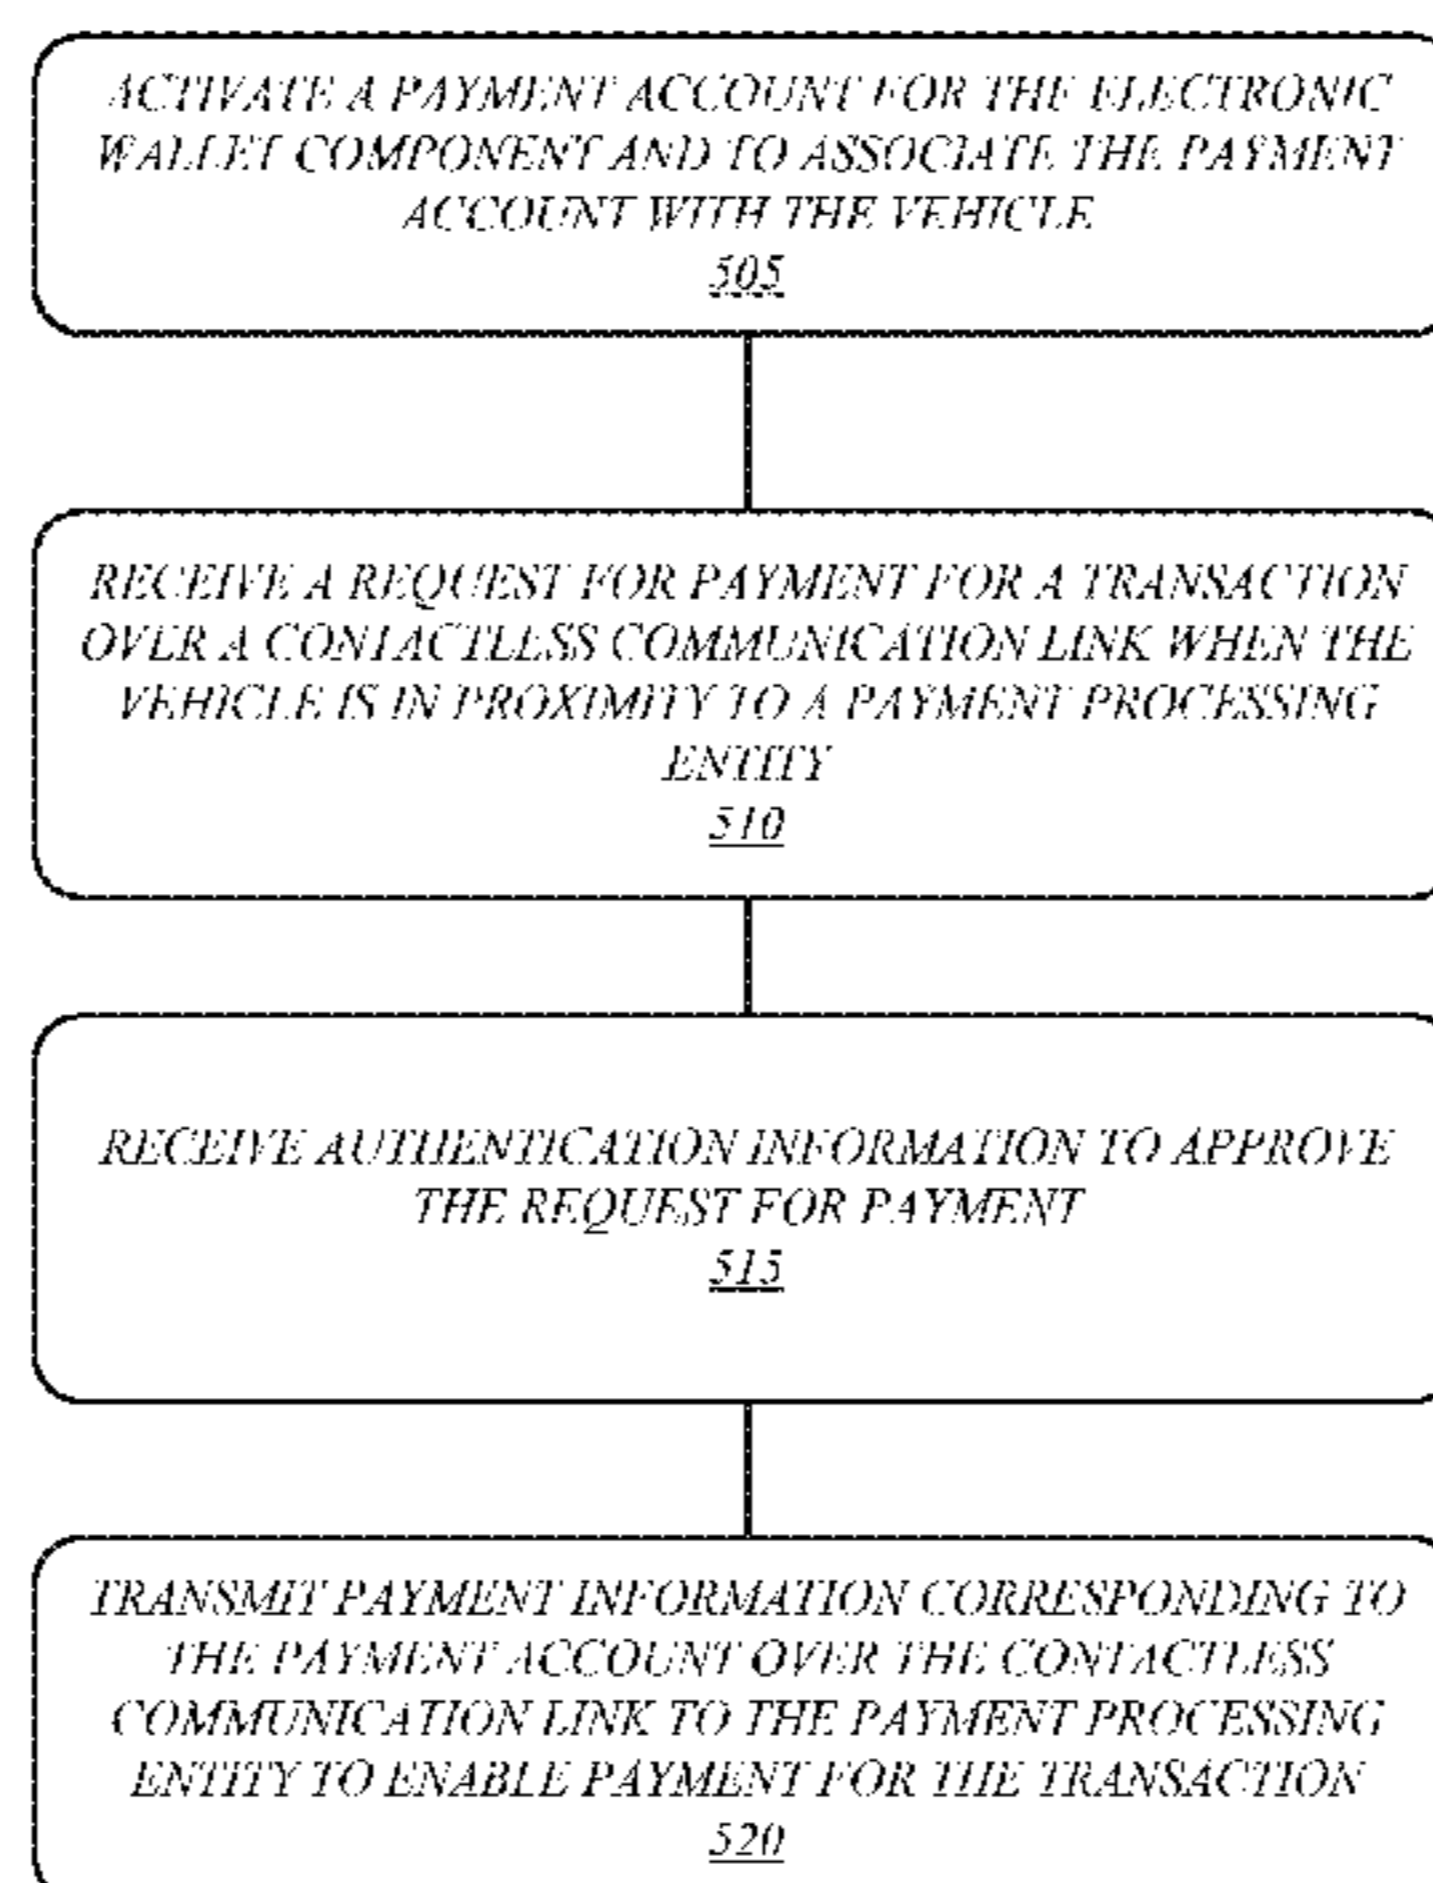 ACTIVATE A PAYMENT ACCOUNT FOR THE ELECTRONIC
WALLET COMPONENT AND TO ASSOCIATE THE PAYMENT
ACCOUNT WITH THE VEHICLE
505
RECEIVE A REQUEST FOR PAYMENT FOR A TRANSACTION
OVER A CONTACTLESS COMMUNICATION LINK WHEN THE
VEHICLE IS IN PROXIMITY TO A PAYMENT PROCESSING
ENTITY
510
RECEIVE AUTHENTICATION INFORMATION TO APPROVE
THE REQUEST FOR PAYMENT
515
TRANSMIT PAYMENT INFORMATION CORRESPONDING TO
THE PAYMENT ACCOUNT OVER THE CONTACTLESS
COMMUNICATION LINK TO THE PAYMENT PROCESSING
ENTITY TO ENABLE PAYMENT FOR THE TRANSACTION
520